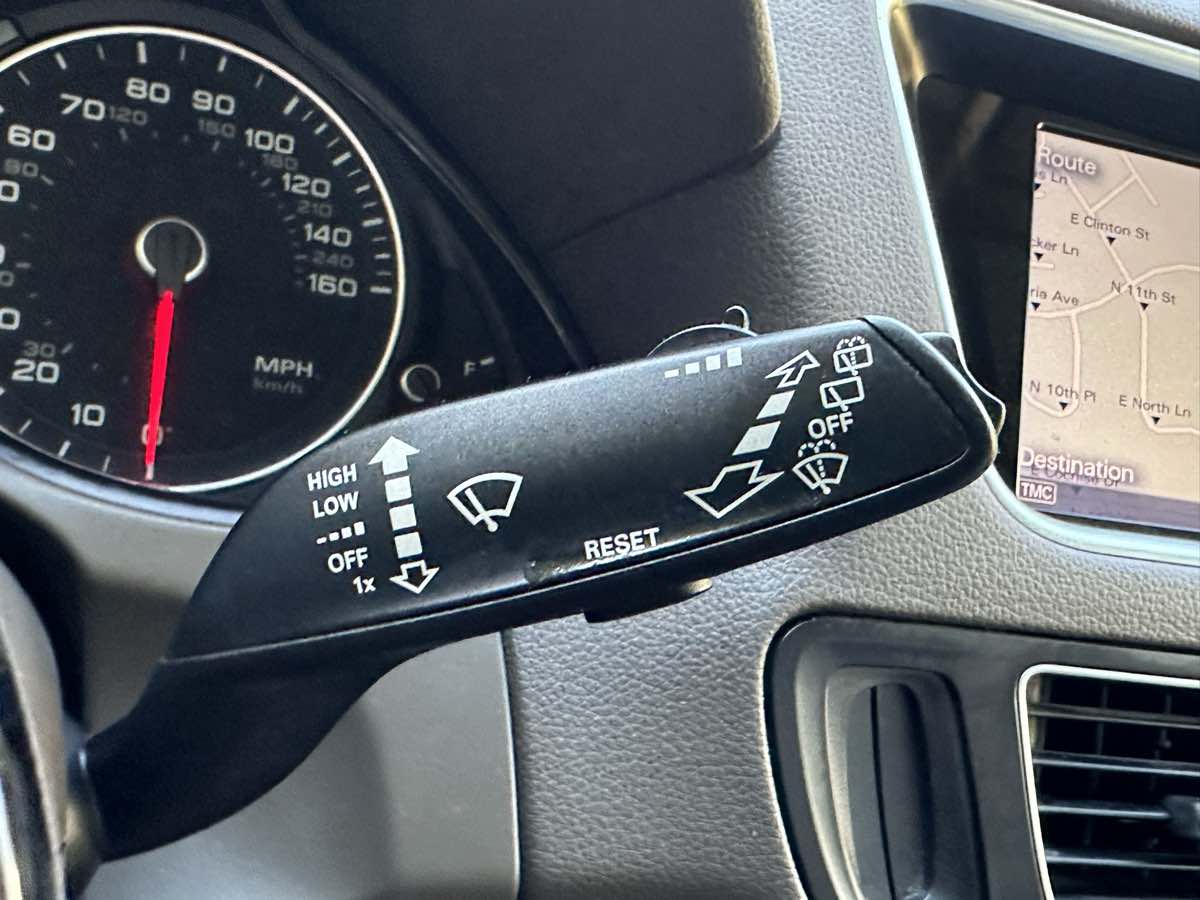 80
70
90
120
60
150
100
80
180
120
210
140
240
160
30
20
MPH
km/h
10
0
HIGH
LOW
OFF
1x
OFF
RESET
Route
E Clinton St
N 11th St
N 10th Pl
E North Ln
Destination
TMC